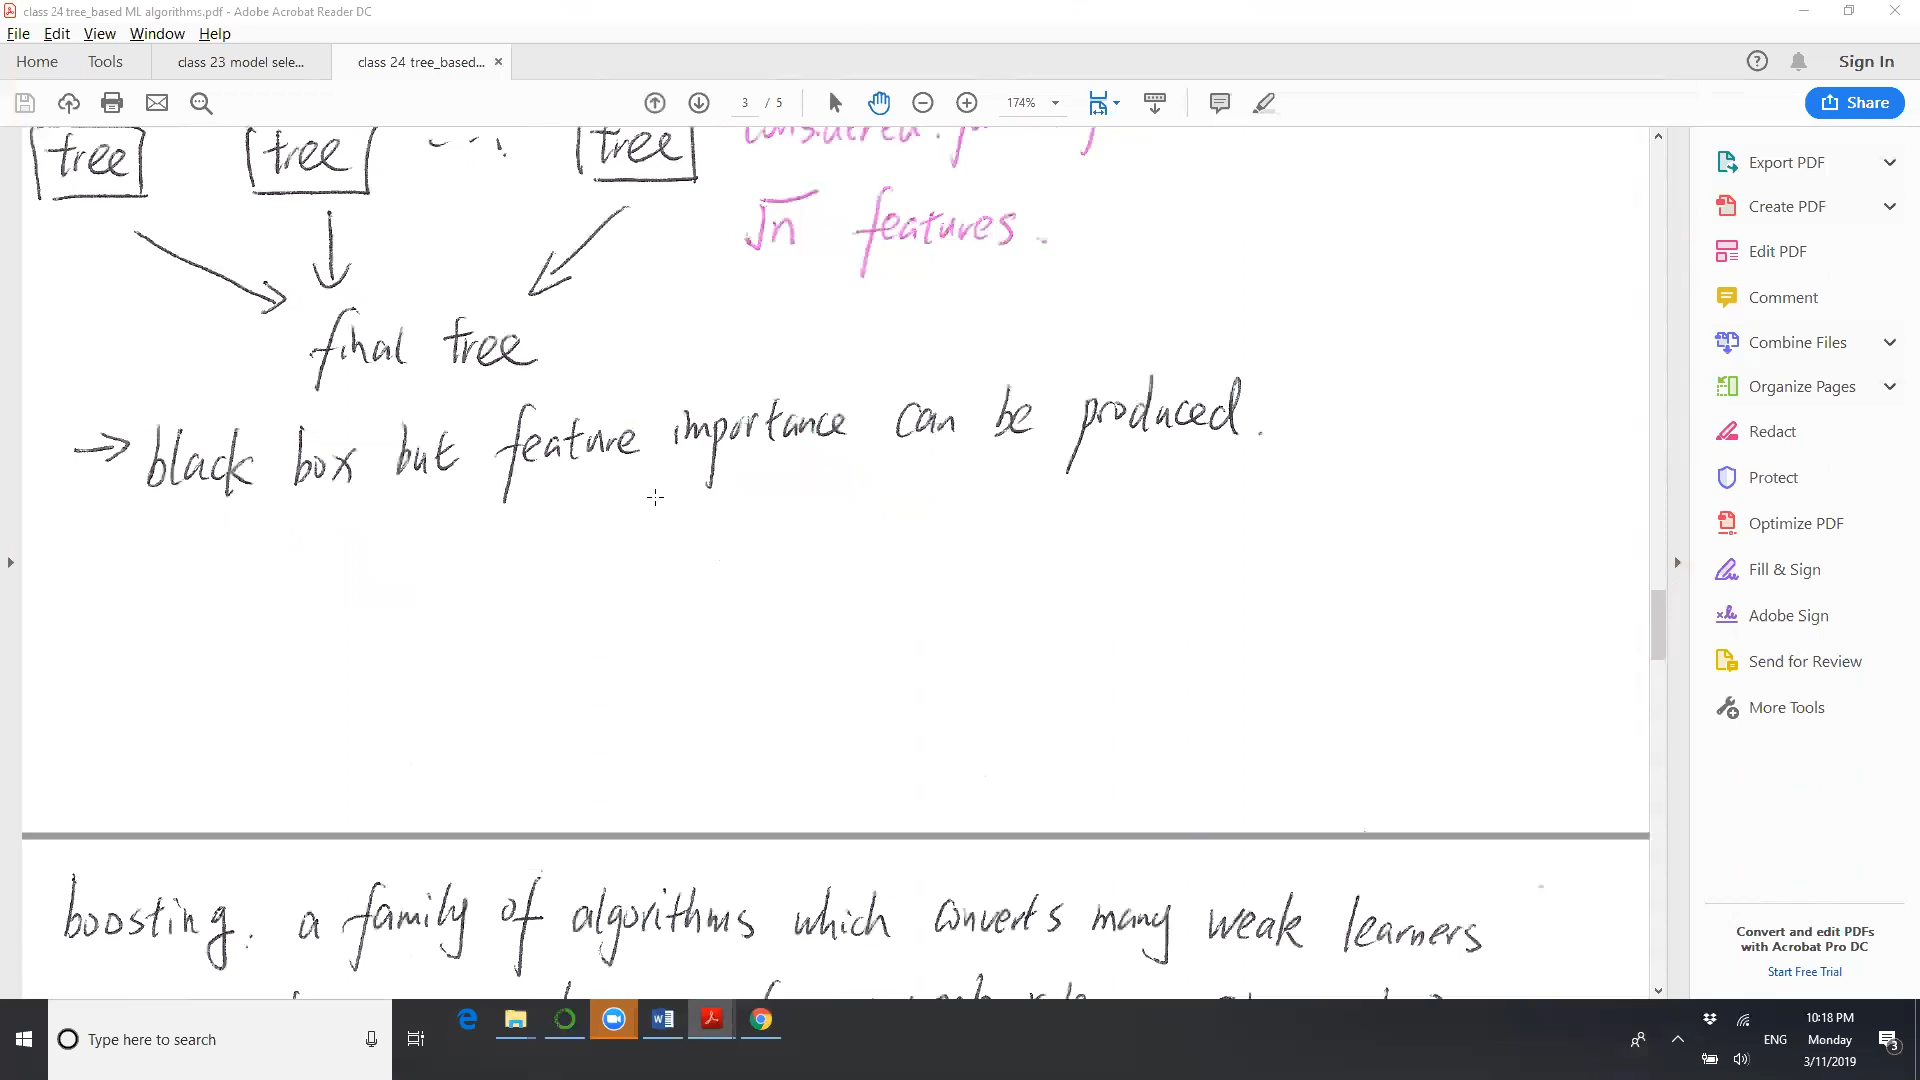 class 24 tree_based ML algorithms.pdf - Adobe Acrobat Reader DC
File Edit View Window Help
Home Tools class 23 model sele... class 24 tree_based... ×
Sign In
3 / 5 174% Share
tree tree tree considered.
√n features.
final tree
→ black box but feature importance can be produced.
boosting: a family of algorithms which converts many weak learners
Export PDF
Create PDF
Edit PDF
Comment
Combine Files
Organize Pages
Redact
Protect
Optimize PDF
Fill & Sign
Adobe Sign
Send for Review
More Tools
Convert and edit PDFs
with Acrobat Pro DC
Start Free Trial
Type here to search
ENG
10:18 PM
Monday
3/11/2019
3